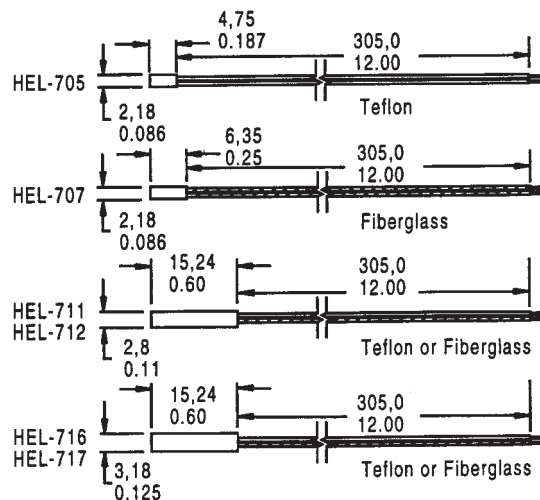 4,75
0.187
305,0
12.00
HEL-705
2,18
0.086
Teflon
6,35
0.25
305,0
12.00
HEL-707
2,18
0.086
Fiberglass
15,24
0.60
305,0
12.00
HEL-711
HEL-712
2,8
0.11
Teflon or Fiberglass
15,24
0.60
305,0
12.00
HEL-716
HEL-717
3,18
0.125
Teflon or Fiberglass